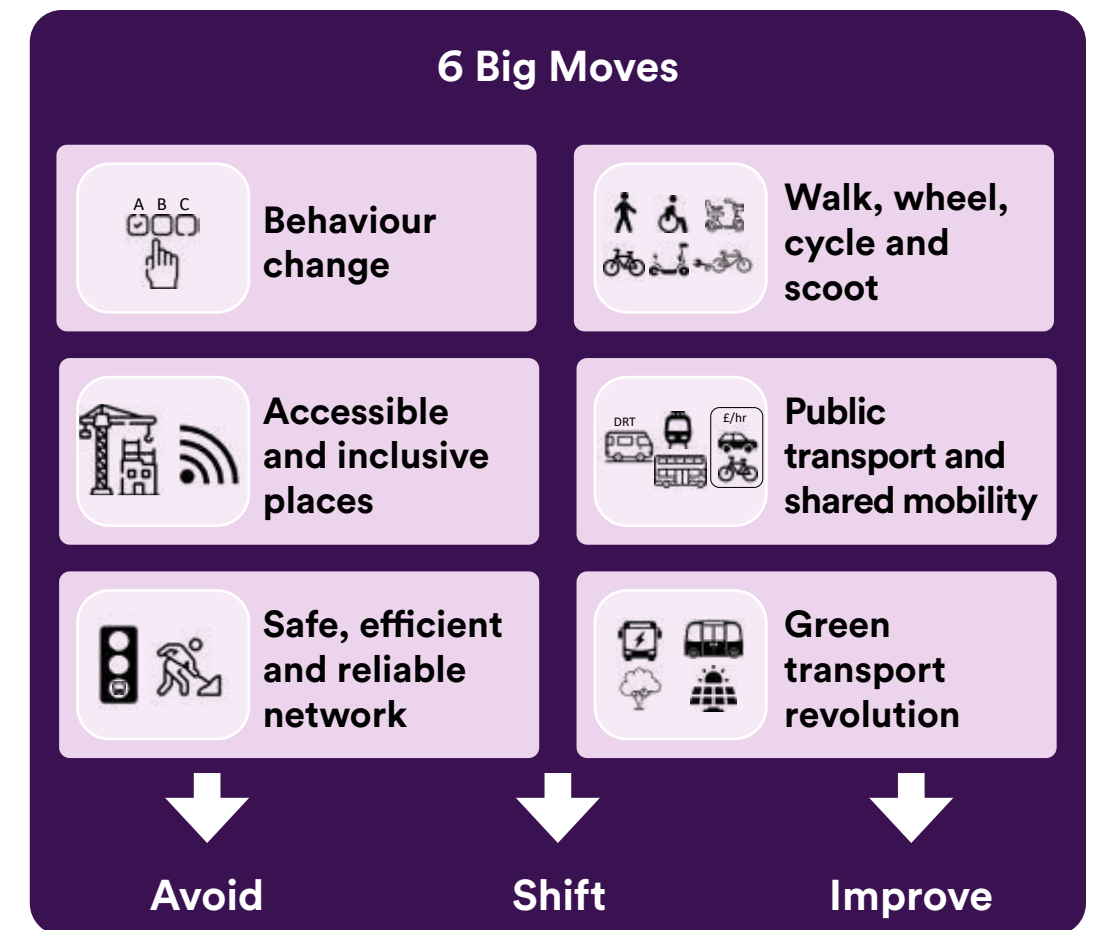 6 Big Moves
A B C
Behaviour
change
Walk, wheel,
cycle and
scoot
Accessible
and inclusive
places
DRT
£/hr
Public
transport and
shared mobility
Safe, efficient
and reliable
network
Green
transport
revolution
Avoid
Shift
Improve